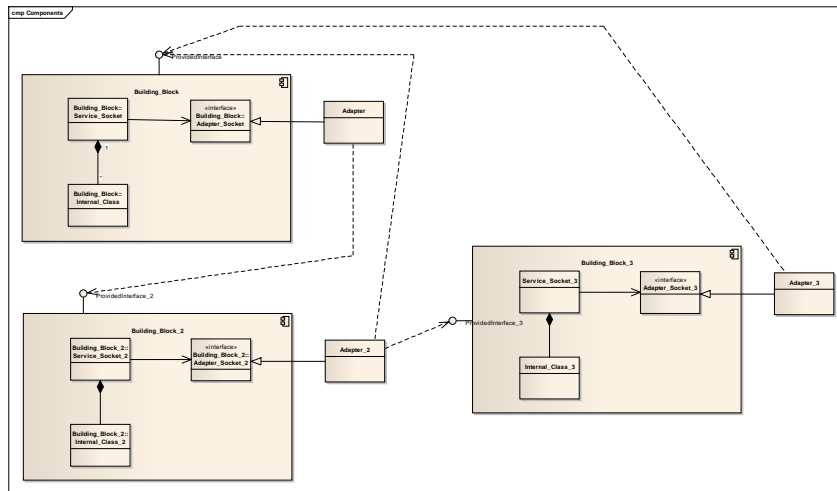 cmp Components
ProvidedInterface
Building_Block
Building_Block::
Service_Socket
«interface»
Building_Block::
Adapter_Socket
Adapter
1
*
Building_Block::
Internal_Class
ProvidedInterface_2
Building_Block_2
Building_Block_2::
Service_Socket_2
«interface»
Building_Block_2::
Adapter_Socket_2
Adapter_2
Building_Block_2::
Internal_Class_2
ProvidedInterface_3
Building_Block_3
Service_Socket_3
«interface»
Adapter_Socket_3
Adapter_3
Internal_Class_3